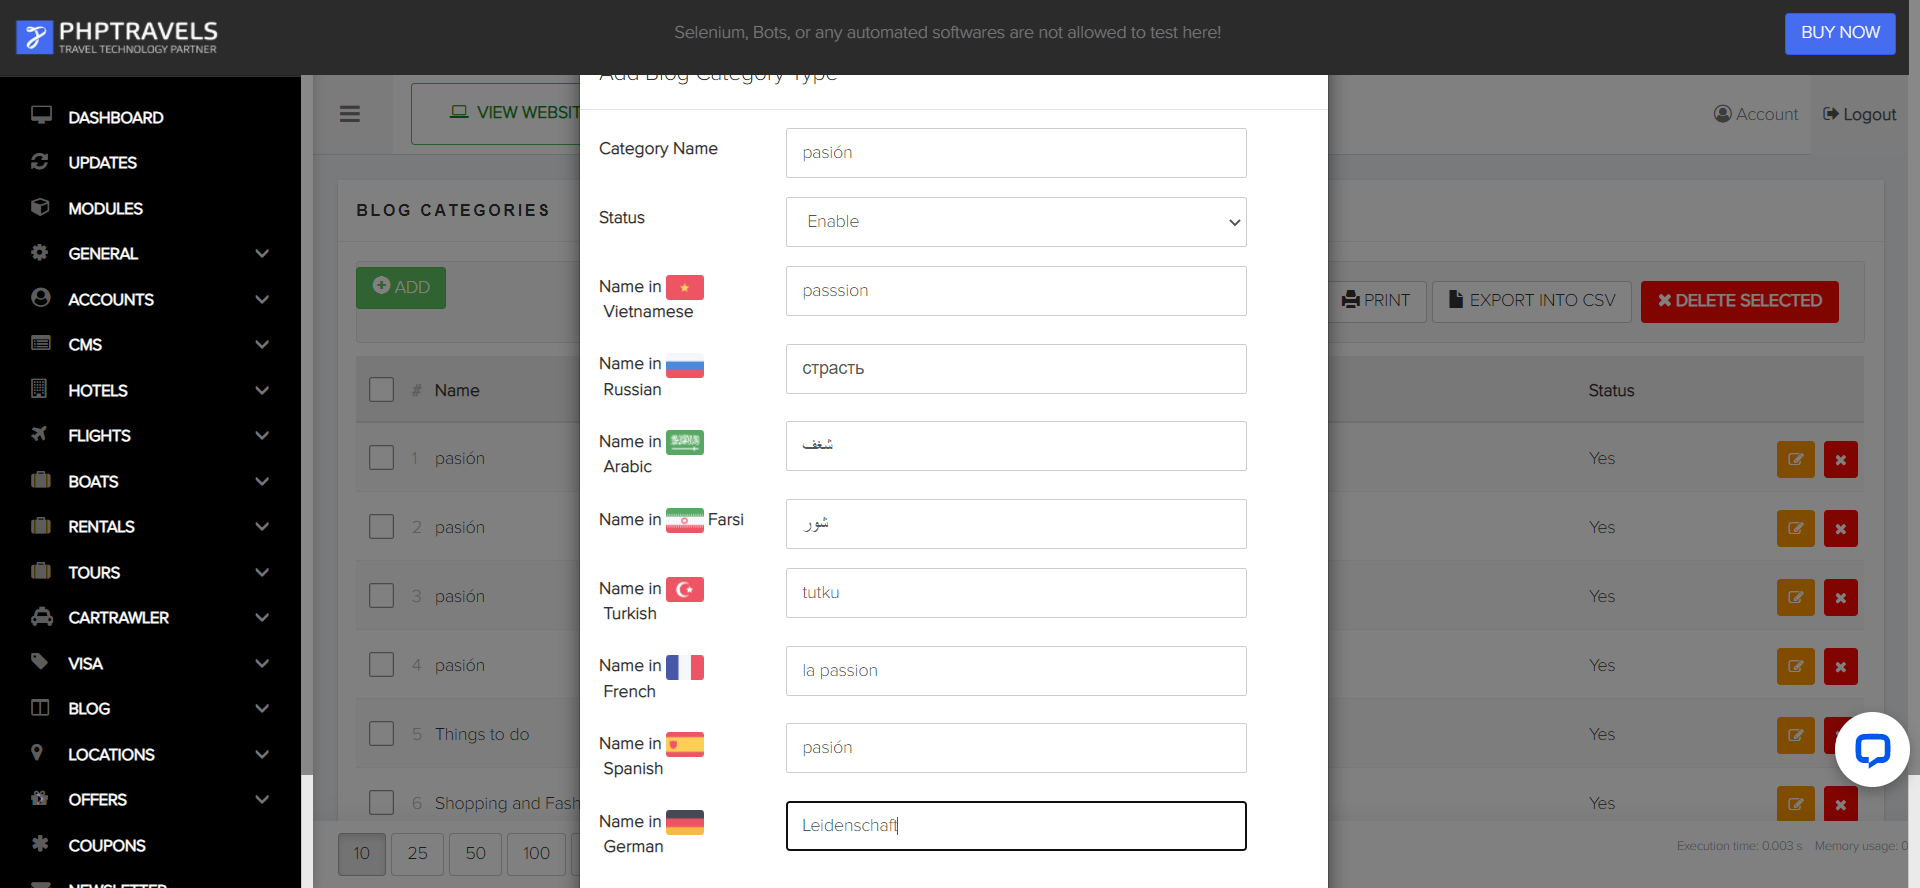 PHPTRAVELS
TRAVEL TECHNOLOGY PARTNER
Selenium, Bots, or any automated softwares are not allowed to test here!
BUY NOW
DASHBOARD
UPDATES
MODULES
GENERAL
ACCOUNTS
CMS
HOTELS
FLIGHTS
BOATS
RENTALS
TOURS
CARTRAWLER
VISA
BLOG
LOCATIONS
OFFERS
COUPONS
NEWSLETTER
VIEW WEBSIT
Account
Logout
BLOG CATEGORIES
ADD
PRINT
EXPORT INTO CSV
DELETE SELECTED
# Name
Status
1 pasión
Yes
2 pasión
Yes
3 pasión
Yes
4 pasión
Yes
5 Things to do
Yes
6 Shopping and Fash
Yes
10 25 50 100
Execution time: 0.003 s
Memory usage: 0
Add Blog Category Type
Category Name
pasión
Status
Enable
Name in
Vietnamese
passsion
Name in
Russian
страсть
Name in
Arabic
شغف
Name in Farsi
شور
Name in
Turkish
tutku
Name in
French
la passion
Name in
Spanish
pasión
Name in
German
Leidenschaft